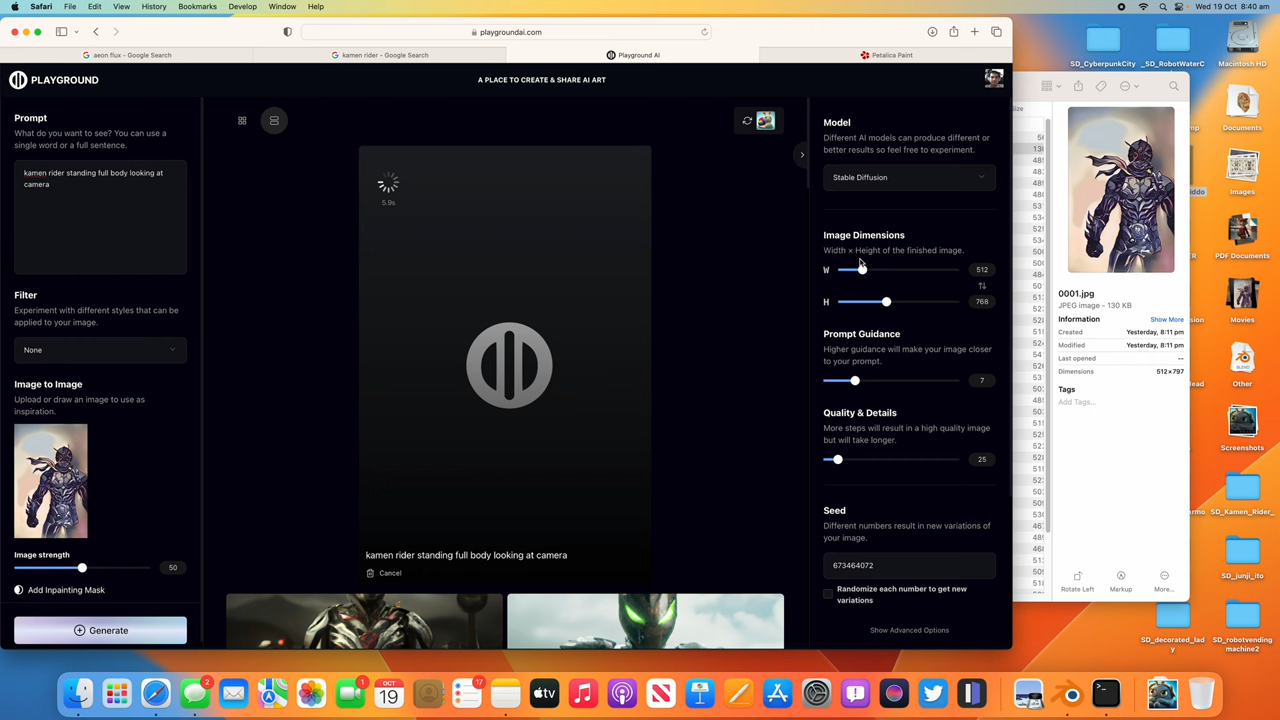 Safari File Edit View History Bookmarks Develop Window Help
Wed 19 Oct 8:40 am
playgroundai.com
aeon flux - Google Search
kamen rider - Google Search
Playground AI
Petalica Paint
PLAYGROUND
A PLACE TO CREATE & SHARE AI ART
Prompt
What do you want to see? You can use a
single word or a full sentence.
kamen rider standing full body looking at
camera
Filter
Experiment with different styles that can be
applied to your image.
None
Image to Image
Upload or draw an image to use as
inspiration.
Image strength
50
Add Inpainting Mask
Generate
5.9s
kamen rider standing full body looking at camera
Cancel
Model
Different AI models can produce different or
better results so feel free to experiment.
Stable Diffusion
Image Dimensions
Width × Height of the finished image.
W
512
H
768
Prompt Guidance
Higher guidance will make your image closer
to your prompt.
7
Quality & Details
More steps will result in a high quality image
but will take longer.
25
Seed
Different numbers result in new variations of
your image.
673464072
Randomize each number to get new
variations
Show Advanced Options
0001.jpg
JPEG image - 130 KB
Information
Show More
Created
Yesterday, 8:11 pm
Modified
Yesterday, 8:11 pm
Last opened
--
Dimensions
512×797
Tags
Add Tags...
Rotate Left
Markup
More...
SD_CyberpunkCity
_SD_RobotWaterC
Macintosh HD
Documents
Images
PDF Documents
Movies
Other
Screenshots
SD_Kamen_Rider_
SD_junji_ito
SD_decorated_lad
y
SD_robotvending
machine2
OCT
19
2
1
17
tv